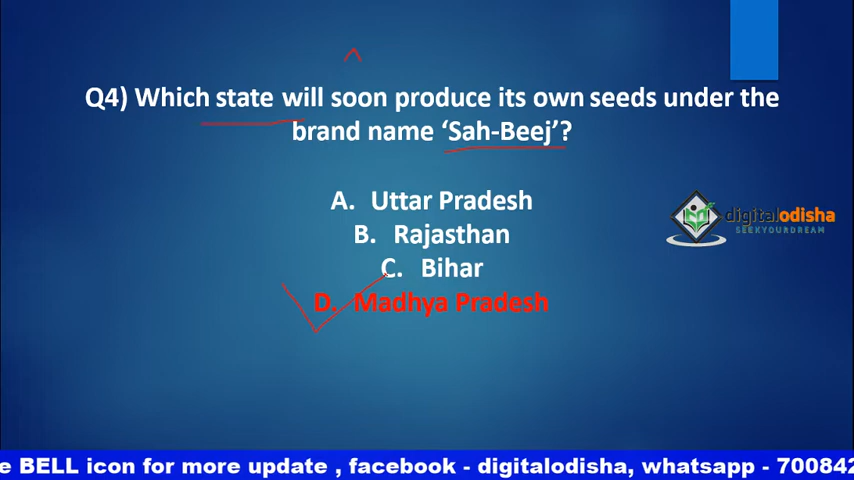 Q4) Which state will soon produce its own seeds under the
brand name ‘Sah-Beej’?
A. Uttar Pradesh
B. Rajasthan
C. Bihar
D. Madhya Pradesh
digitalodisha
SEEKYOURDREAM
e BELL icon for more update , facebook - digitalodisha, whatsapp - 700842